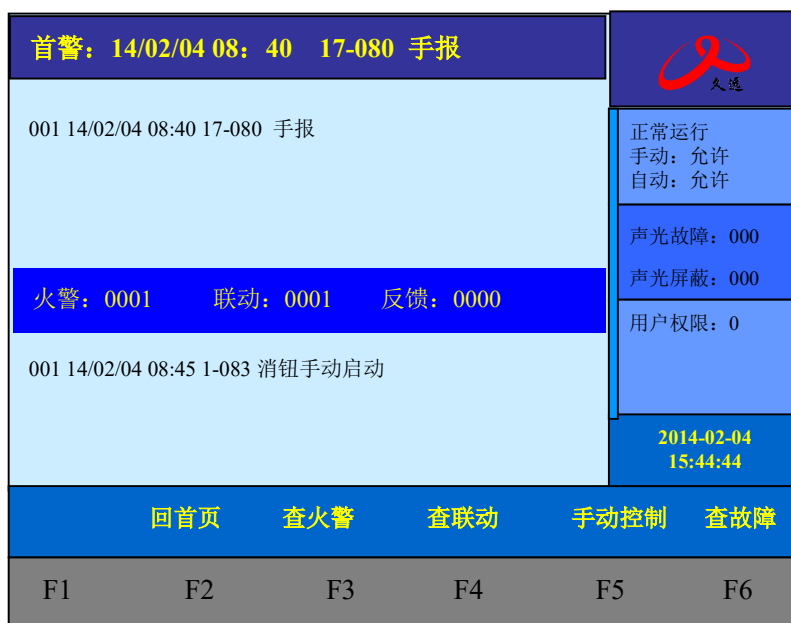 首警：14/02/04 08：40 17-080 手报
久远
001 14/02/04 08:40 17-080 手报
正常运行
手动：允许
自动：允许
声光故障：000
声光屏蔽：000
火警：0001 联动：0001 反馈：0000
用户权限：0
001 14/02/04 08:45 1-083 消钮手动启动
2014-02-04
15:44:44
回首页 查火警 查联动 手动控制 查故障
F1 F2 F3 F4 F5 F6